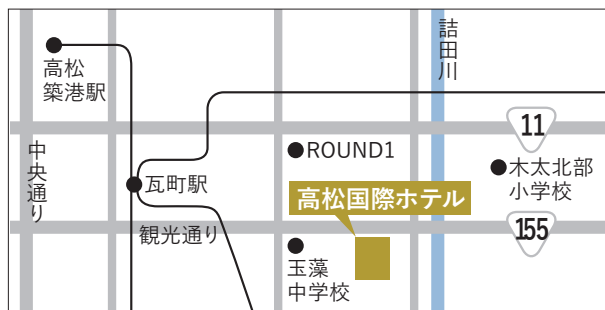 高松
築港駅
詰
田
川
11
中
央
通
り
ROUND1
木太北部
小学校
瓦町駅
高松国際ホテル
155
観光通り
玉藻
中学校